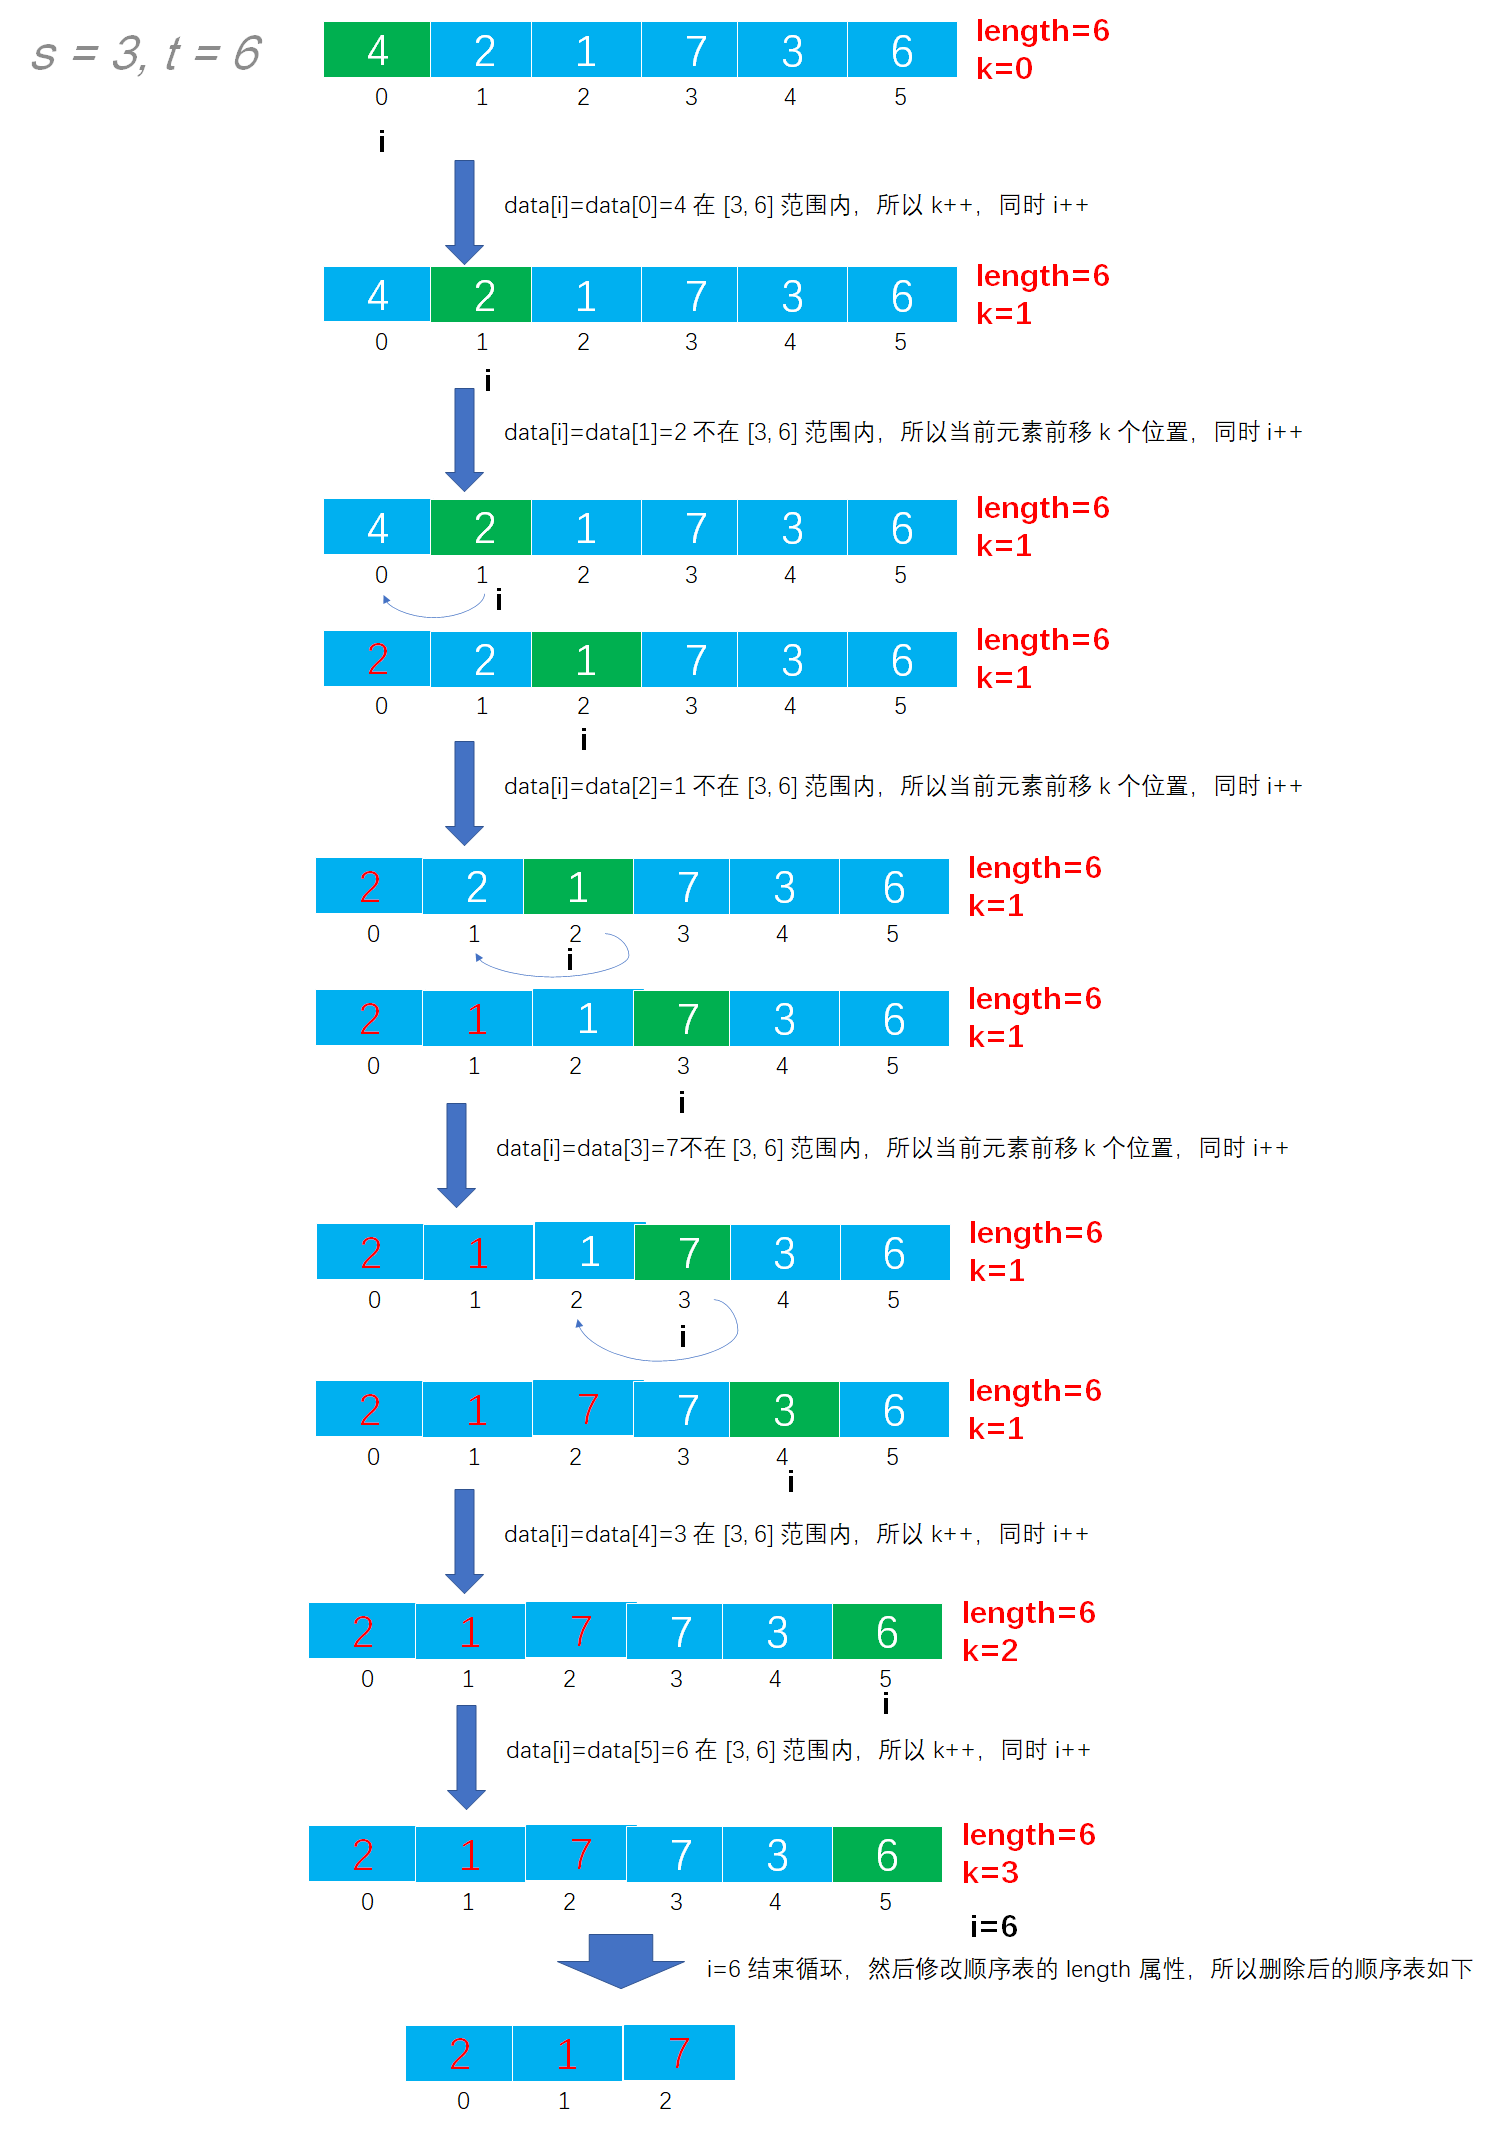 s = 3, t = 6
4 2 1 7 3 6
length=6
k=0
0 1 2 3 4 5
i
data[i]=data[0]=4 在 [3, 6] 范围内，所以 k++，同时 i++
4 2 1 7 3 6
length=6
k=1
0 1 2 3 4 5
i
data[i]=data[1]=2 不在 [3, 6] 范围内，所以当前元素前移 k 个位置，同时 i++
4 2 1 7 3 6
length=6
k=1
0 1 2 3 4 5
i
2 2 1 7 3 6
length=6
k=1
0 1 2 3 4 5
i
data[i]=data[2]=1 不在 [3, 6] 范围内，所以当前元素前移 k 个位置，同时 i++
2 2 1 7 3 6
length=6
k=1
0 1 2 3 4 5
i
2 1 1 7 3 6
length=6
k=1
0 1 2 3 4 5
i
data[i]=data[3]=7不在 [3, 6] 范围内，所以当前元素前移 k 个位置，同时 i++
2 1 1 7 3 6
length=6
k=1
0 1 2 3 4 5
i
2 1 7 7 3 6
length=6
k=1
0 1 2 3 4 5
i
data[i]=data[4]=3 在 [3, 6] 范围内，所以 k++，同时 i++
2 1 7 7 3 6
length=6
k=2
0 1 2 3 4 5
i
data[i]=data[5]=6 在 [3, 6] 范围内，所以 k++，同时 i++
2 1 7 7 3 6
length=6
k=3
0 1 2 3 4 5
i=6
i=6 结束循环，然后修改顺序表的 length 属性，所以删除后的顺序表如下
2 1 7
0 1 2